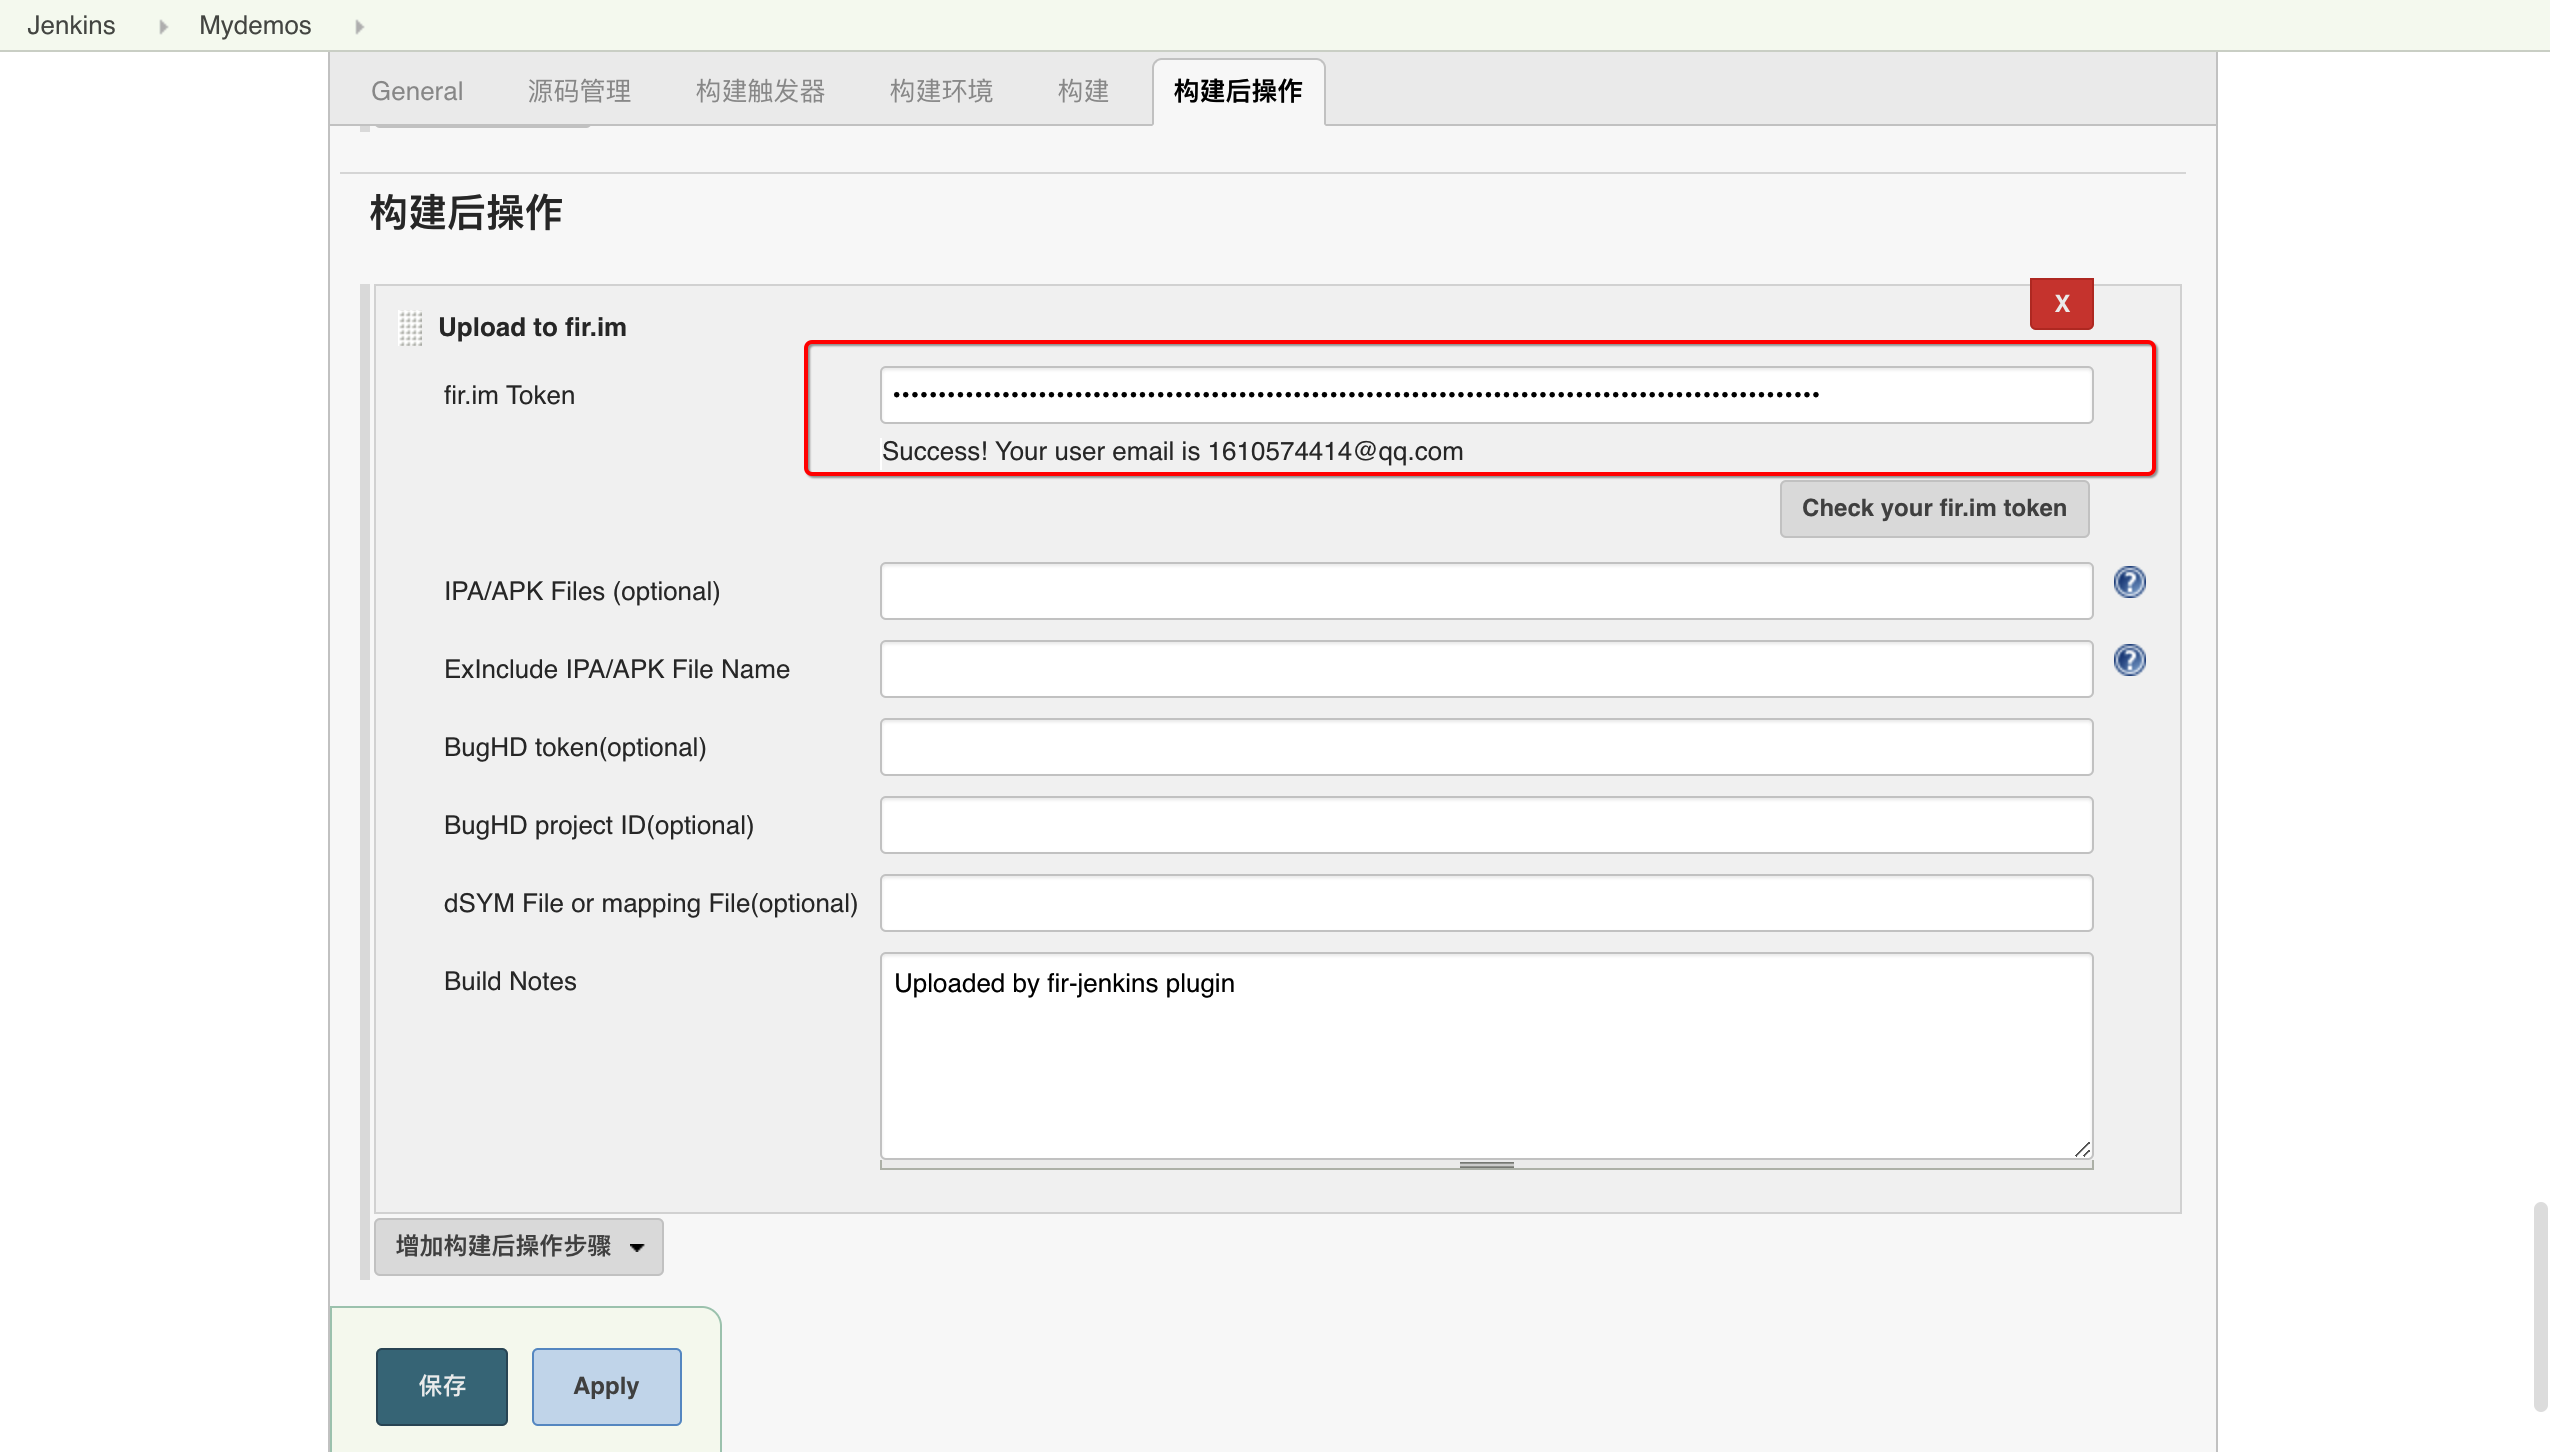 Jenkins
Mydemos
General
源码管理
构建触发器
构建环境
构建
构建后操作
构建后操作
X
Upload to fir.im
fir.im Token
Success! Your user email is 1610574414@qq.com
Check your fir.im token
IPA/APK Files (optional)
ExInclude IPA/APK File Name
BugHD token(optional)
BugHD project ID(optional)
dSYM File or mapping File(optional)
Build Notes
Uploaded by fir-jenkins plugin
增加构建后操作步骤
保存
Apply